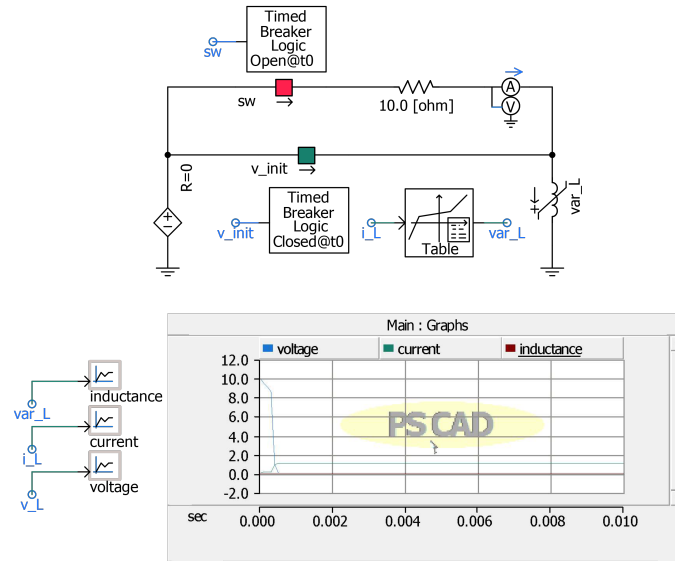 Timed
Breaker
Logic
Open@t0
sw
sw
10.0 [ohm]
A
V
v_init
R=0
Timed
Breaker
Logic
Closed@t0
v_init
i_L
Table
var_L
var_L
Main : Graphs
voltage
current
inductance
12.0
10.0
8.0
6.0
4.0
2.0
0.0
-2.0
PSCAD
sec
0.000
0.002
0.004
0.006
0.008
0.010
inductance
var_L
current
i_L
voltage
v_L